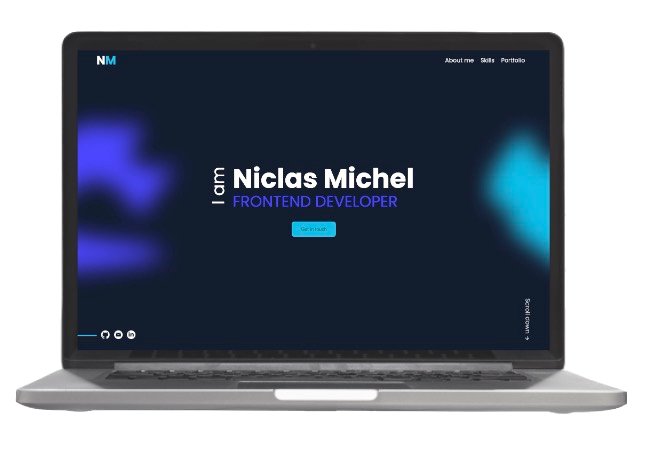 NM
About me Skills Portfolio
I am
Niclas Michel
FRONTEND DEVELOPER
Get in touch
Scroll down →